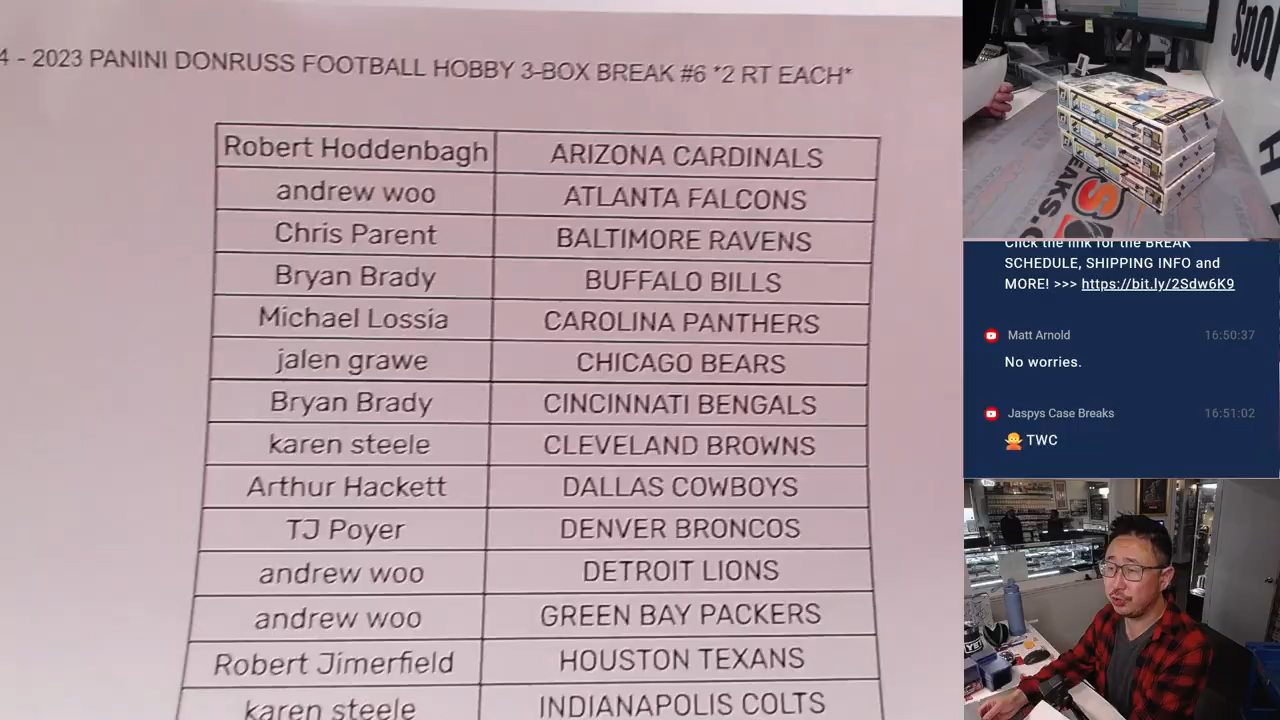 4 - 2023 PANINI DONRUSS FOOTBALL HOBBY 3-BOX BREAK #6 *2 RT EACH*
Robert Hoddenbagh ARIZONA CARDINALS
andrew woo ATLANTA FALCONS
Chris Parent BALTIMORE RAVENS
Bryan Brady BUFFALO BILLS
Michael Lossia CAROLINA PANTHERS
jalen grawe CHICAGO BEARS
Bryan Brady CINCINNATI BENGALS
karen steele CLEVELAND BROWNS
Arthur Hackett DALLAS COWBOYS
TJ Poyer DENVER BRONCOS
andrew woo DETROIT LIONS
andrew woo GREEN BAY PACKERS
Robert Jimerfield HOUSTON TEXANS
karen steele INDIANAPOLIS COLTS
Click the link for the BREAK
SCHEDULE, SHIPPING INFO and
MORE! >>> https://bit.ly/2Sdw6K9
Matt Arnold 16:50:37
No worries.
Jaspys Case Breaks 16:51:02
🙅 TWC